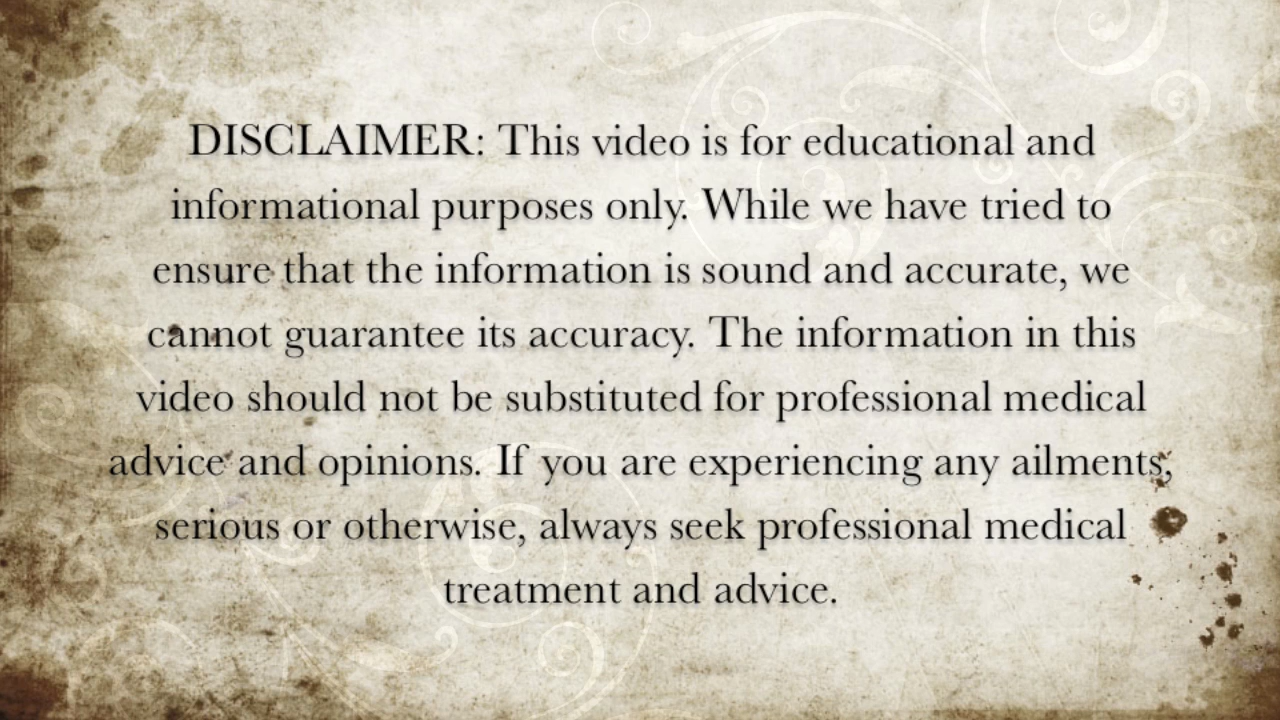 DISCLAIMER: This video is for educational and
informational purposes only. While we have tried to
ensure that the information is sound and accurate, we
cannot guarantee its accuracy. The information in this
video should not be substituted for professional medical
advice and opinions. If you are experiencing any ailments,
serious or otherwise, always seek professional medical
treatment and advice.